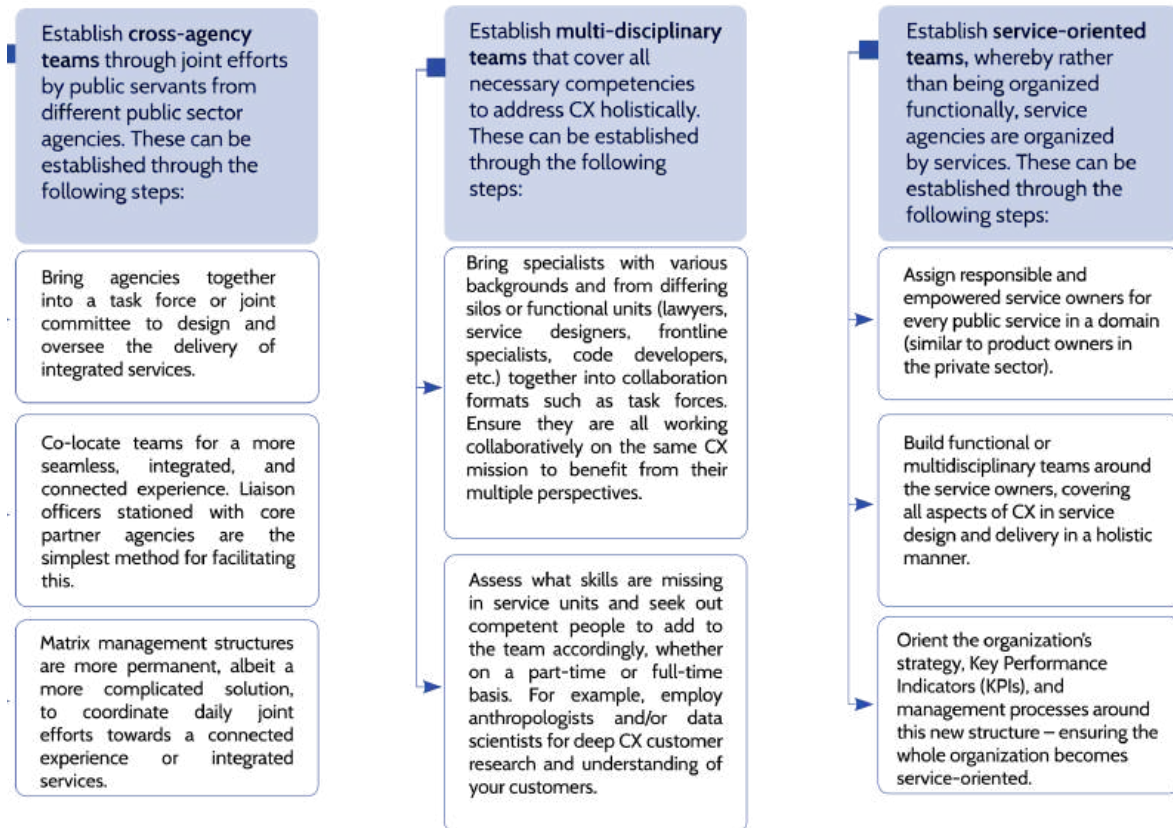 Establish cross-agency
teams through joint efforts
by public servants from
different public sector
agencies. These can be
established through the
following steps:
Bring agencies together
into a task force or joint
committee to design and
oversee the delivery of
integrated services.
Co-locate teams for a more
seamless, integrated, and
connected experience. Liaison
officers stationed with core
partner agencies are the
simplest method for facilitating
this.
Matrix management structures
are more permanent, albeit a
more complicated solution,
to coordinate daily joint
efforts towards a connected
experience or integrated
services.
Establish multi-disciplinary
teams that cover all
necessary competencies
to address CX holistically.
These can be established
through the following
steps:
Bring specialists with various
backgrounds and from differing
silos or functional units (lawyers,
service designers, frontline
specialists, code developers,
etc.) together into collaboration
formats such as task forces.
Ensure they are all working
collaboratively on the same CX
mission to benefit from their
multiple perspectives.
Assess what skills are missing
in service units and seek out
competent people to add to
the team accordingly, whether
on a part-time or full-time
basis. For example, employ
anthropologists and/or data
scientists for deep CX customer
research and understanding of
your customers.
Establish service-oriented
teams, whereby rather
than being organized
functionally, service
agencies are organized
by services. These can be
established through the
following steps:
Assign responsible and
empowered service owners for
every public service in a domain
(similar to product owners in
the private sector).
Build functional or
multidisciplinary teams around
the service owners, covering
all aspects of CX in service
design and delivery in a holistic
manner.
Orient the organization's
strategy, Key Performance
Indicators (KPIs), and
management processes around
this new structure – ensuring the
whole organization becomes
service-oriented.